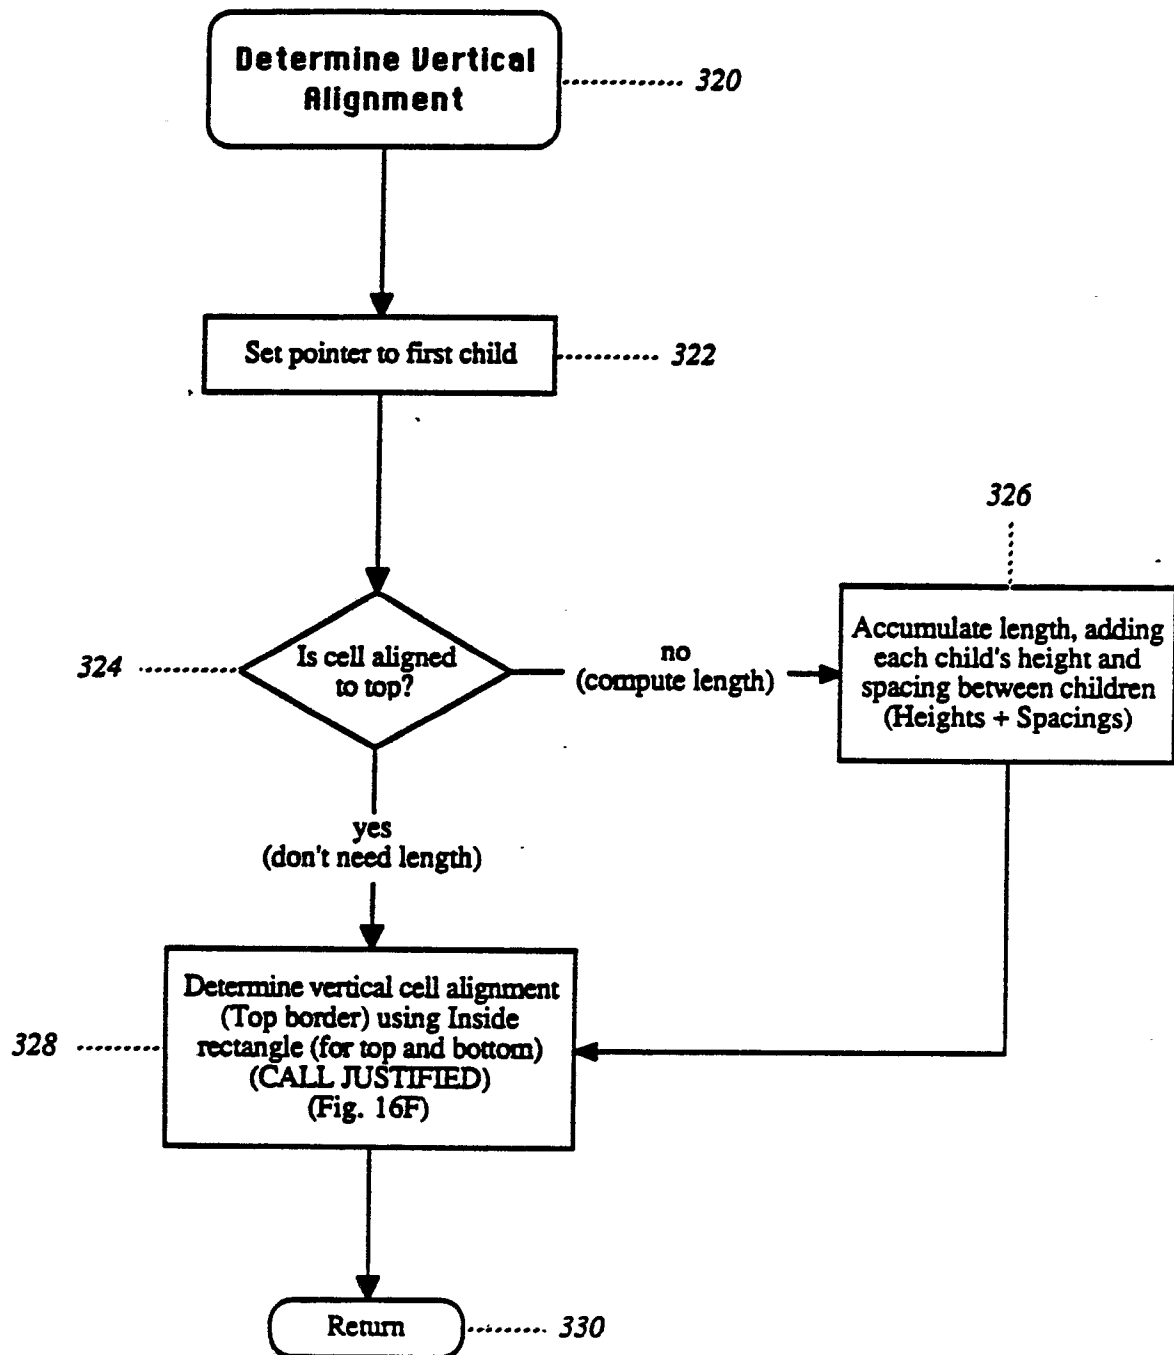 Determine Vertical
Alignment
320
Set pointer to first child
322
326
324
Is cell aligned
to top?
no
(compute length)
Accumulate length, adding
each child's height and
spacing between children
(Heights + Spacings)
yes
(don't need length)
328
Determine vertical cell alignment
(Top border) using Inside
rectangle (for top and bottom)
(CALL JUSTIFIED)
(Fig. 16F)
Return
330